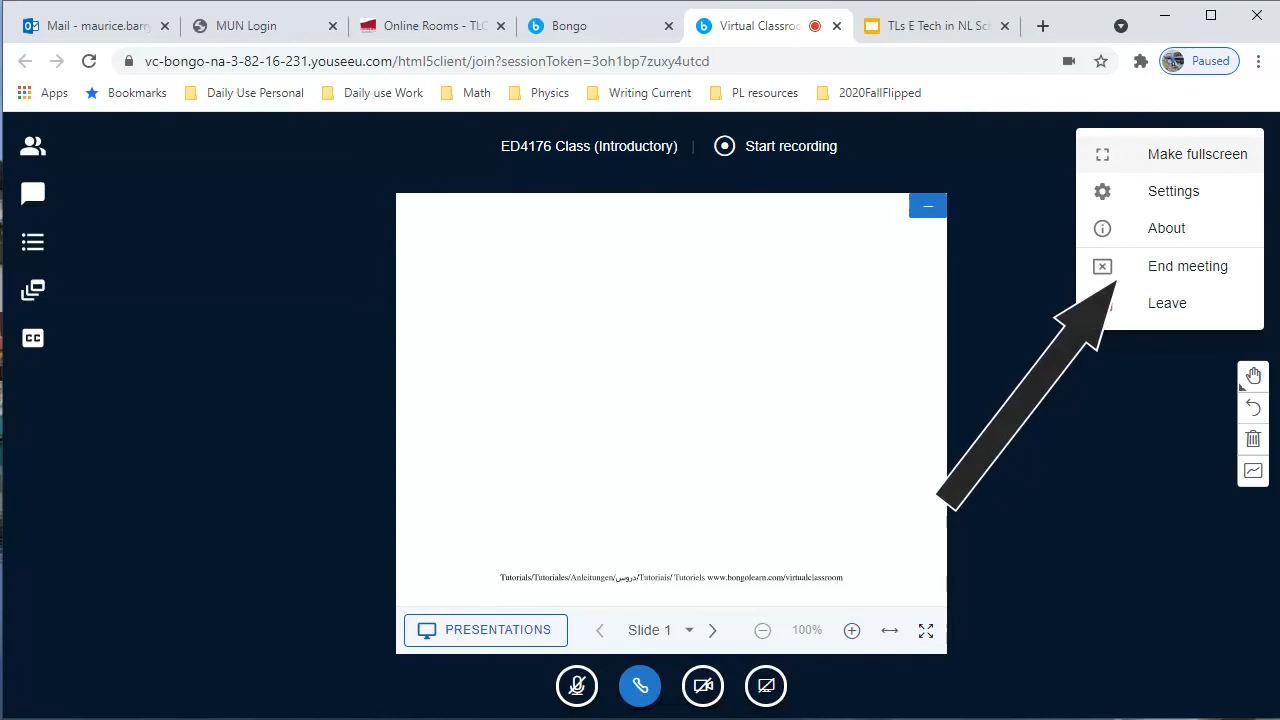 Mail - maurice.barry
MUN Login
Online Rooms - TLC
Bongo
Virtual Classroo
TLs E Tech in NL Sch
vc-bongo-na-3-82-16-231.youseeu.com/html5client/join?sessionToken=3oh1bp7zuxy4utcd
Paused
Apps
Bookmarks
Daily Use Personal
Daily use Work
Math
Physics
Writing Current
PL resources
2020FallFlipped
ED4176 Class (Introductory)
Start recording
Make fullscreen
Settings
About
End meeting
Leave
CC
Tutorials/Tutoriales/Anleitungen/دروس/Tutoriais/ Tutoriels www.bongolearn.com/virtualclassroom
PRESENTATIONS
Slide 1
100%